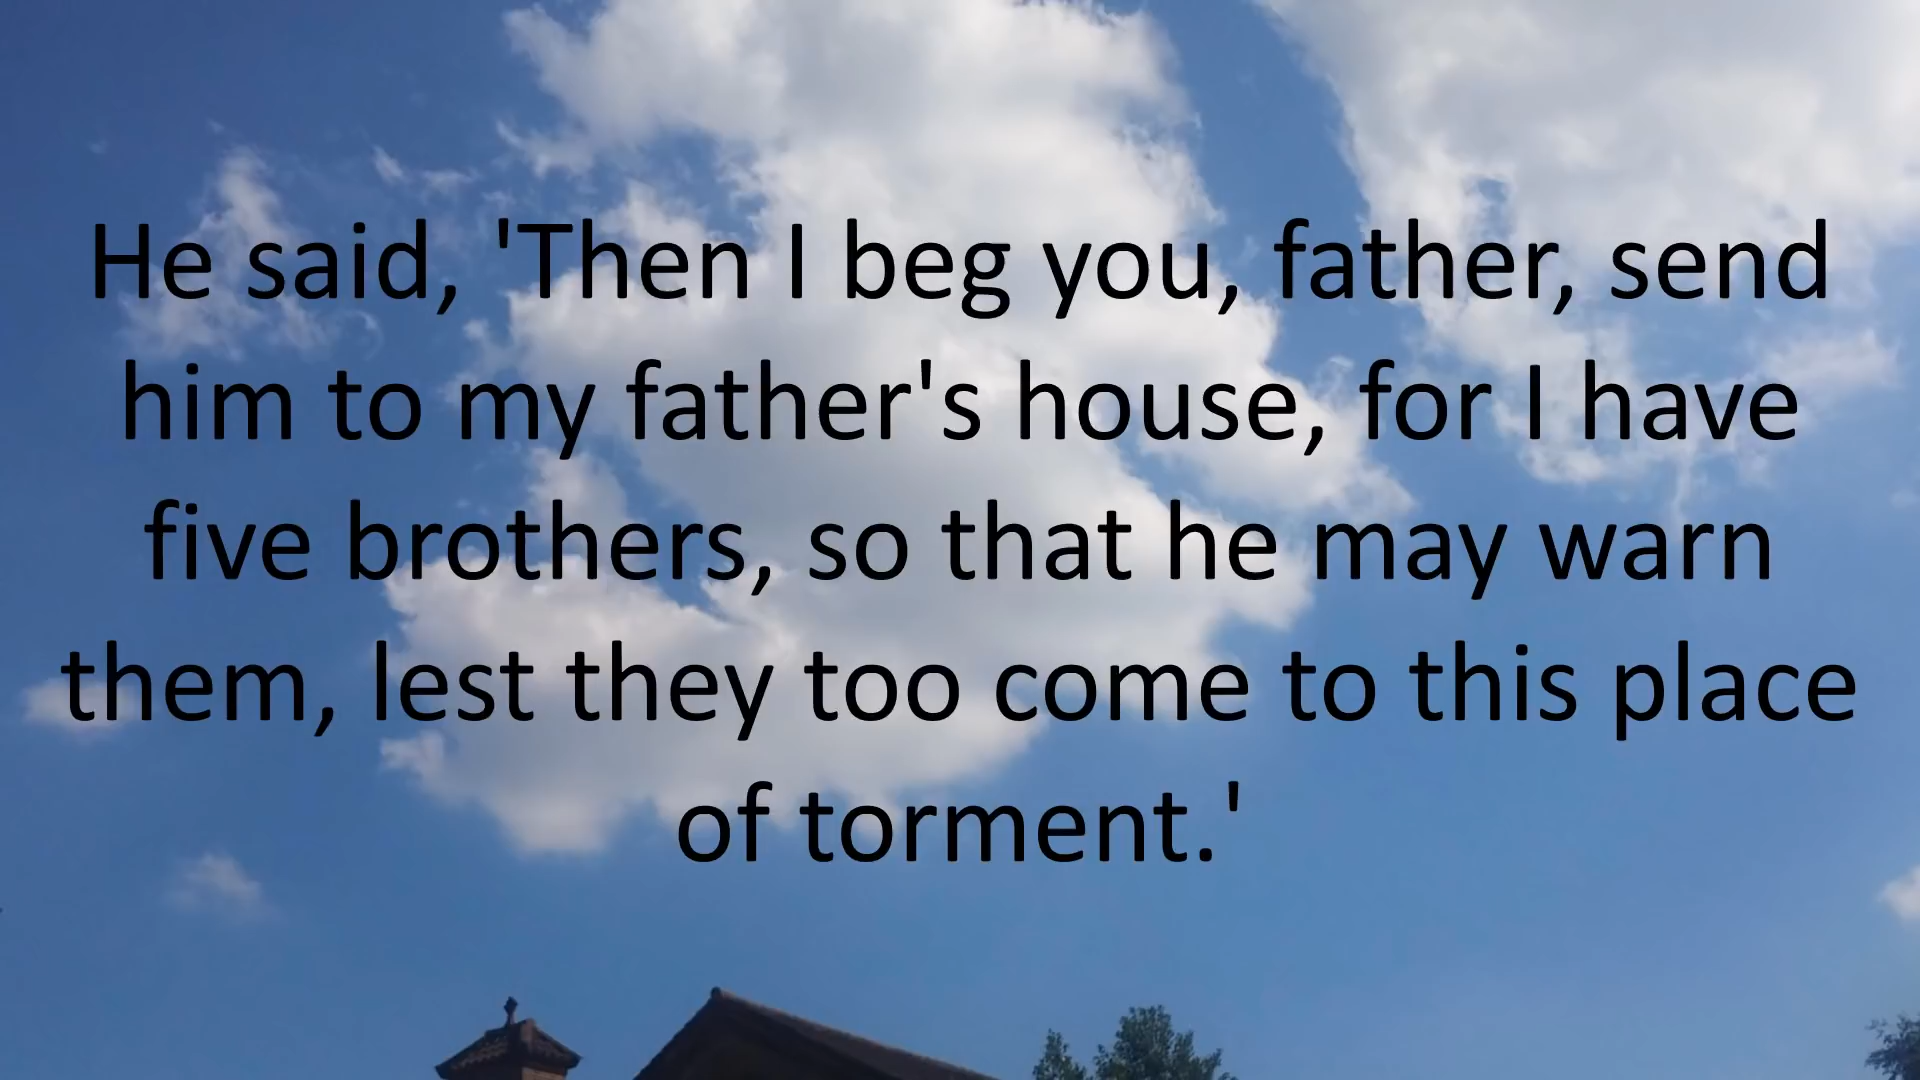 He said, 'Then I beg you, father, send
him to my father's house, for I have
five brothers, so that he may warn
them, lest they too come to this place
of torment.'